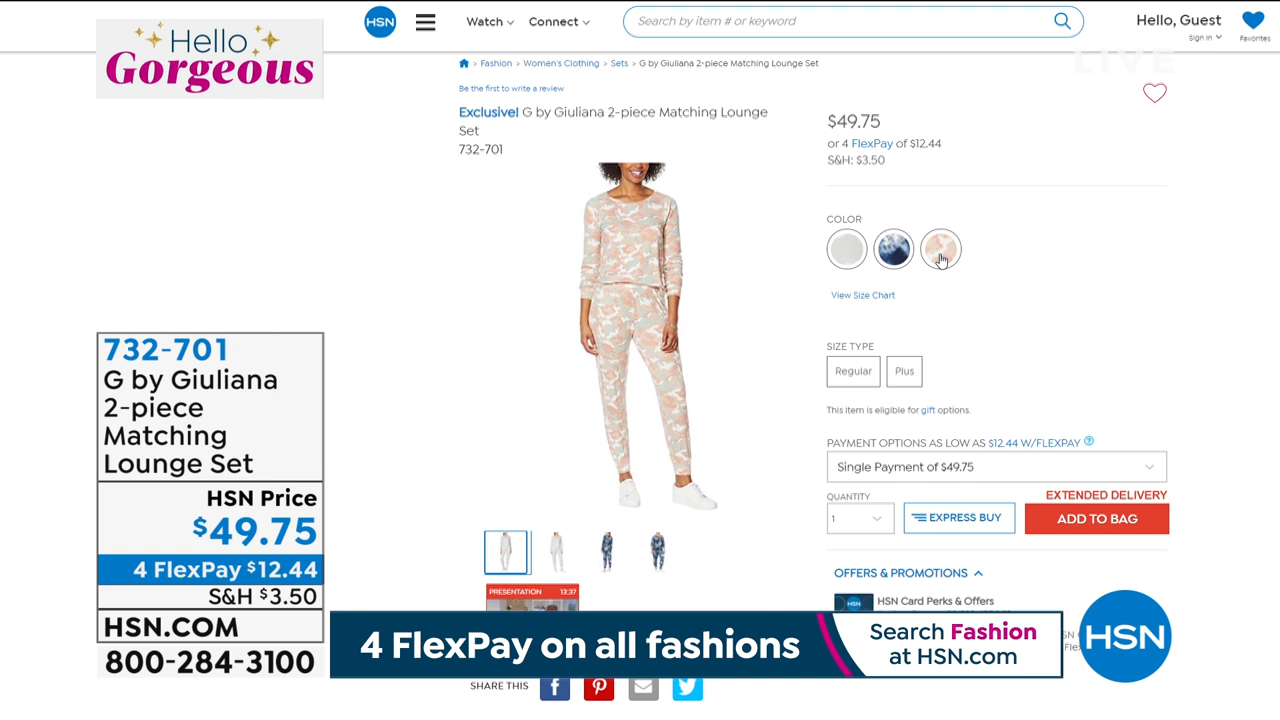 Hello
Gorgeous
HSN
Watch
Connect
Search by item # or keyword
Hello, Guest
Sign In
Favorites
LIVE
> Fashion > Women's Clothing > Sets > G by Giuliana 2-piece Matching Lounge Set
Be the first to write a review
Exclusive! G by Giuliana 2-piece Matching Lounge
Set
732-701
$49.75
or 4 FlexPay of $12.44
S&H: $3.50
COLOR
View Size Chart
SIZE TYPE
Regular
Plus
This item is eligible for gift options.
PAYMENT OPTIONS AS LOW AS $12.44 W/FLEXPAY ?
Single Payment of $49.75
QUANTITY
EXTENDED DELIVERY
1
EXPRESS BUY
ADD TO BAG
OFFERS & PROMOTIONS
HSN
HSN Card Perks & Offers
PRESENTATION 13:37
SHARE THIS
732-701
G by Giuliana
2-piece
Matching
Lounge Set
HSN Price
$49.75
4 FlexPay $12.44
S&H $3.50
HSN.COM
800-284-3100
4 FlexPay on all fashions
Search Fashion
at HSN.com
HSN